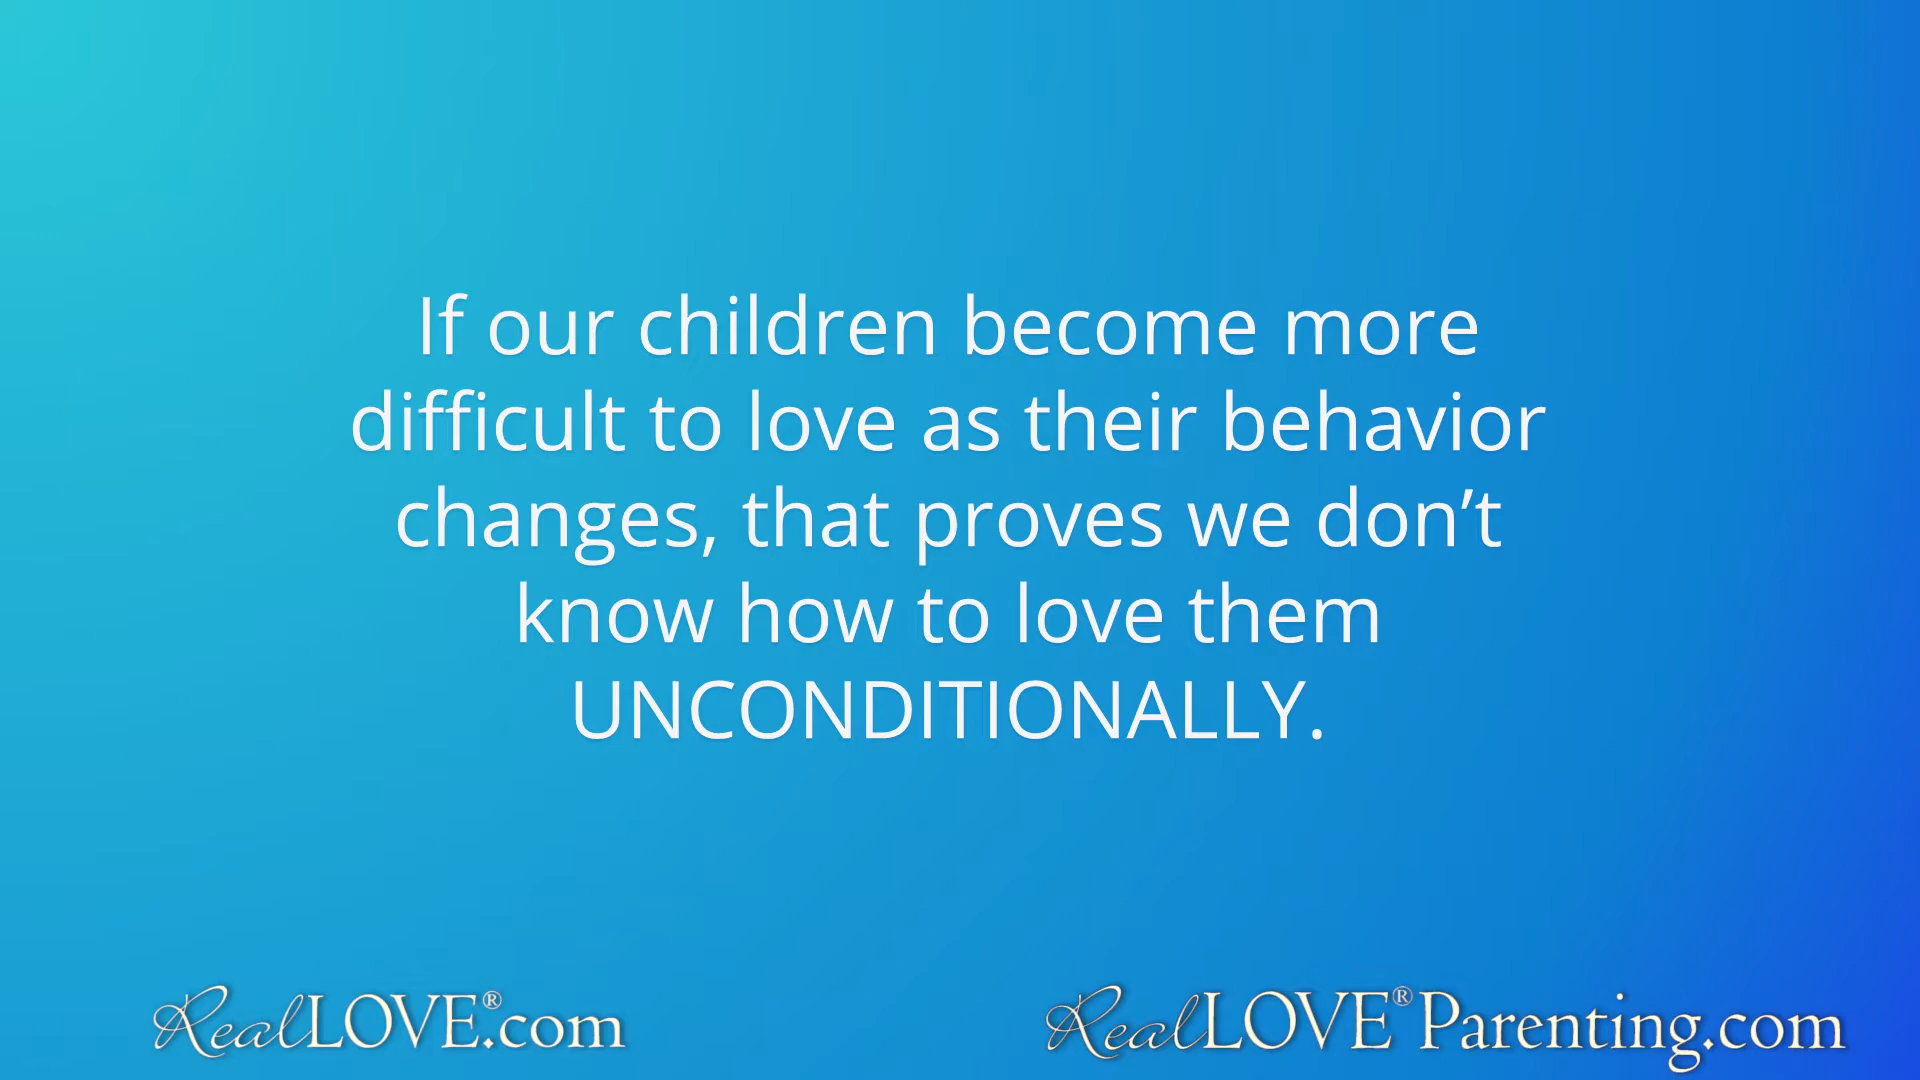 If our children become more
difficult to love as their behavior
changes, that proves we don’t
know how to love them
UNCONDITIONALLY.
RealLOVE®.com
RealLOVE®Parenting.com